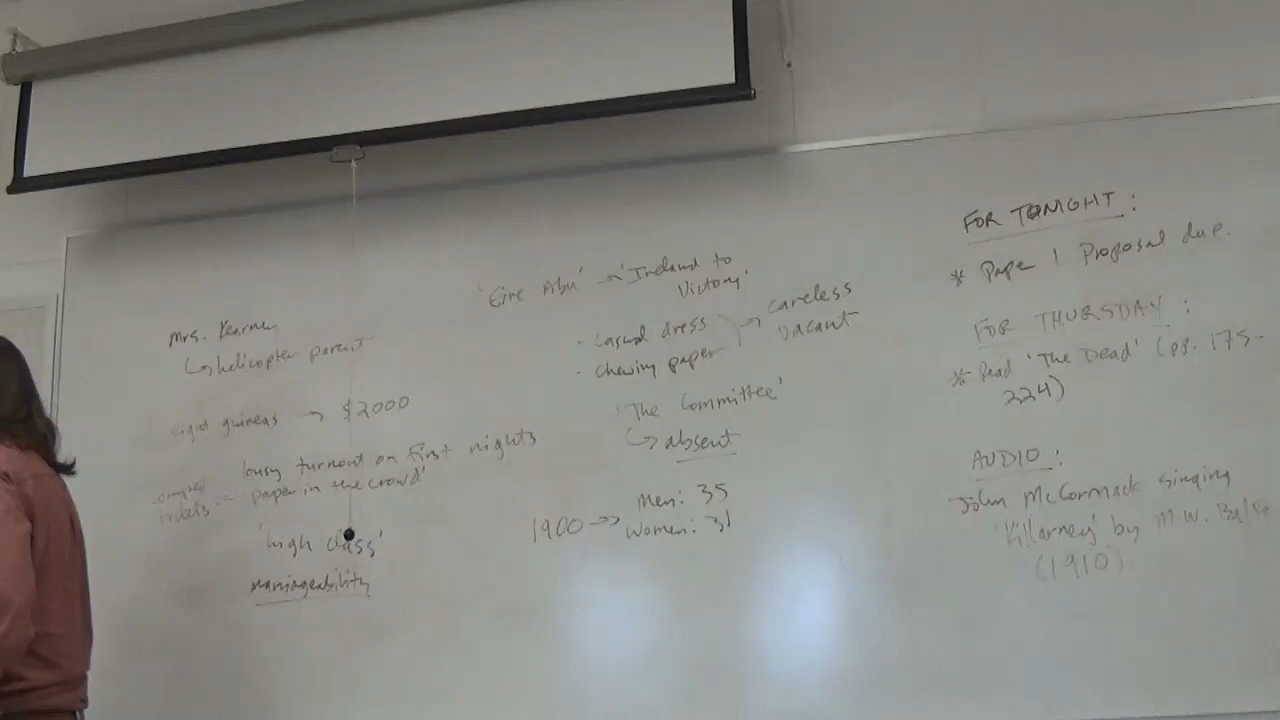 Mrs. Kearney
↳ helicopter parent
eight guineas → $2000
busy turnout on first nights
tickets = 'paper in the crowd'
'high class'
marriageability
'Eire Abu' → 'Ireland to
Victory'
- casual dress
- chewing paper
→ careless
vacant
'The Committee'
↳ absent
1900 → Men: 35
Women: 31
FOR TONIGHT:
* Paper 1 Proposal due.
FOR THURSDAY:
* Read 'The Dead' (pg. 175-
224)
AUDIO:
John McCormack singing
'Killarney' by M.W. Balfe
(1910)